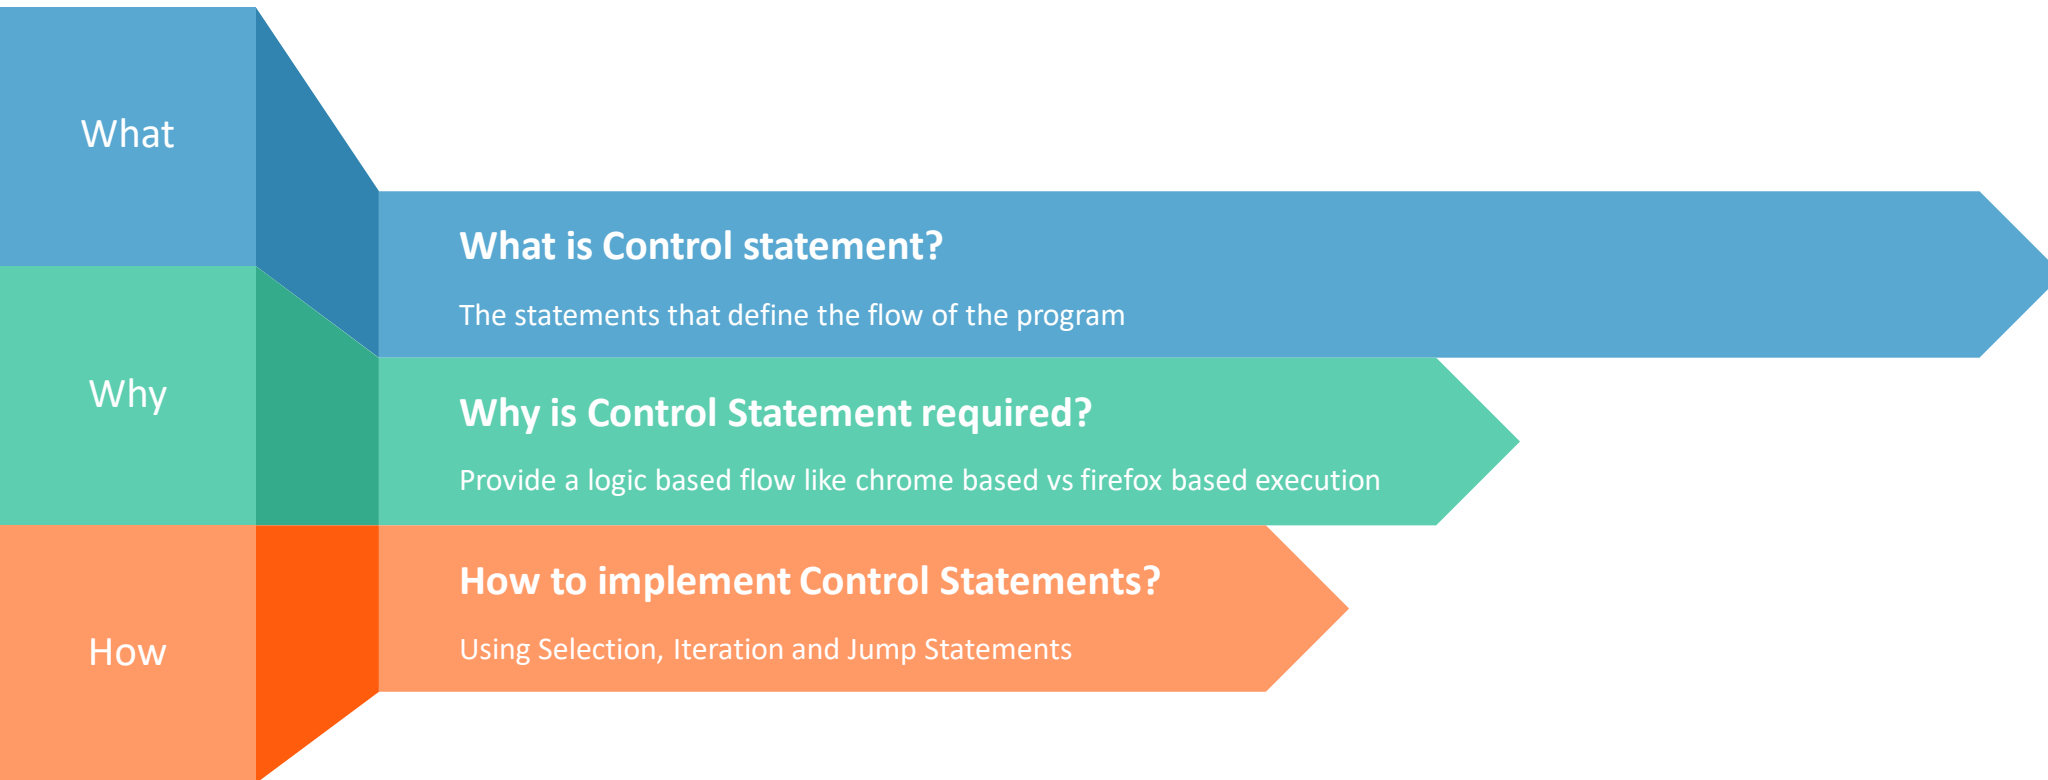 What
What is Control statement?
The statements that define the flow of the program
Why
Why is Control Statement required?
Provide a logic based flow like chrome based vs firefox based execution
How
How to implement Control Statements?
Using Selection, Iteration and Jump Statements